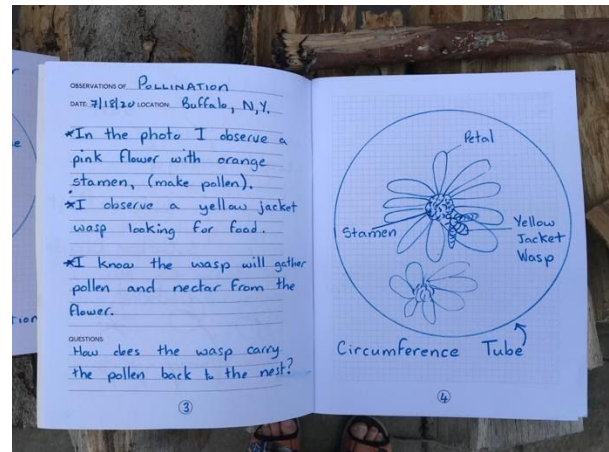 OBSERVATIONS OF POLLINATION
DATE 7/18/20 LOCATION Buffalo, N,Y,
*In the photo I observe a
pink flower with orange
stamen, (make pollen).
*I observe a yellow jacket
wasp looking for food.
*I know the wasp will gather
pollen and nectar from the
flower.
QUESTIONS
How does the wasp carry
the pollen back to the nest?
3
Petal
Stamen
Yellow
Jacket
Wasp
Circumference Tube
4